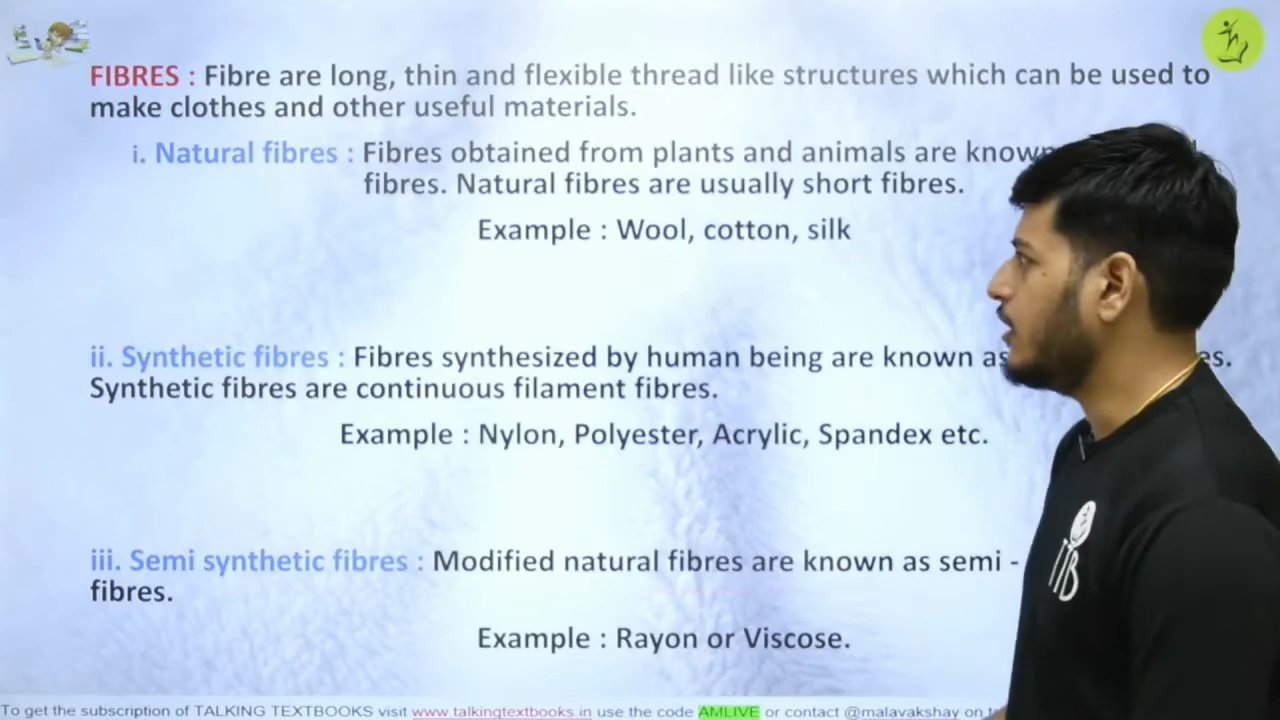 FIBRES : Fibre are long, thin and flexible thread like structures which can be used to
make clothes and other useful materials.
i. Natural fibres : Fibres obtained from plants and animals are known
fibres. Natural fibres are usually short fibres.
Example : Wool, cotton, silk
ii. Synthetic fibres : Fibres synthesized by human being are known as
Synthetic fibres are continuous filament fibres.
Example : Nylon, Polyester, Acrylic, Spandex etc.
iii. Semi synthetic fibres : Modified natural fibres are known as semi -
fibres.
Example : Rayon or Viscose.
TTB
To get the subscription of TALKING TEXTBOOKS visit www.talkingtextbooks.in use the code AMLIVE or contact @malavakshay on